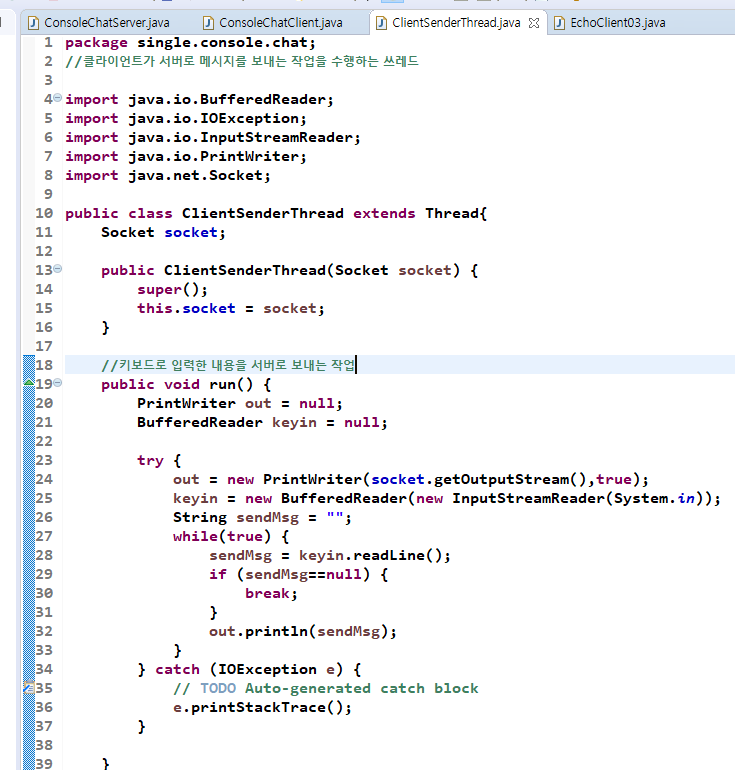 ConsoleChatServer.java ConsoleChatClient.java ClientSenderThread.java EchoClient03.java
1 package single.console.chat;
2 //클라이언트가 서버로 메시지를 보내는 작업을 수행하는 쓰레드
3
4 import java.io.BufferedReader;
5 import java.io.IOException;
6 import java.io.InputStreamReader;
7 import java.io.PrintWriter;
8 import java.net.Socket;
9
10 public class ClientSenderThread extends Thread{
11     Socket socket;
12
13     public ClientSenderThread(Socket socket) {
14         super();
15         this.socket = socket;
16     }
17
18     //키보드로 입력한 내용을 서버로 보내는 작업
19     public void run() {
20         PrintWriter out = null;
21         BufferedReader keyin = null;
22
23         try {
24             out = new PrintWriter(socket.getOutputStream(),true);
25             keyin = new BufferedReader(new InputStreamReader(System.in));
26             String sendMsg = "";
27             while(true) {
28                 sendMsg = keyin.readLine();
29                 if (sendMsg==null) {
30                     break;
31                 }
32                 out.println(sendMsg);
33             }
34         } catch (IOException e) {
35             // TODO Auto-generated catch block
36             e.printStackTrace();
37         }
38
39     }